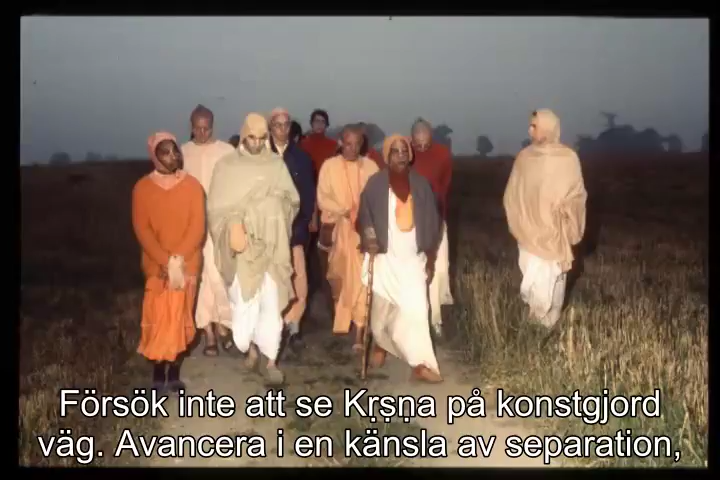 Försök inte att se Kṛṣṇa på konstgjord
väg. Avancera i en känsla av separation,